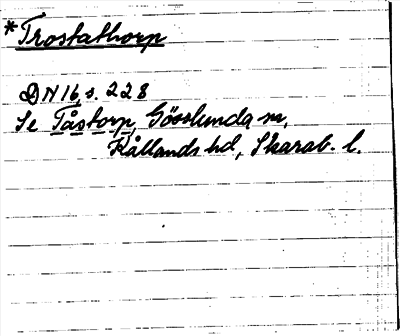 *Trostathorp
DN 16, s. 228
Se Tåstorp, Gösslunda sn,
Kållands hd, Skarab. l.